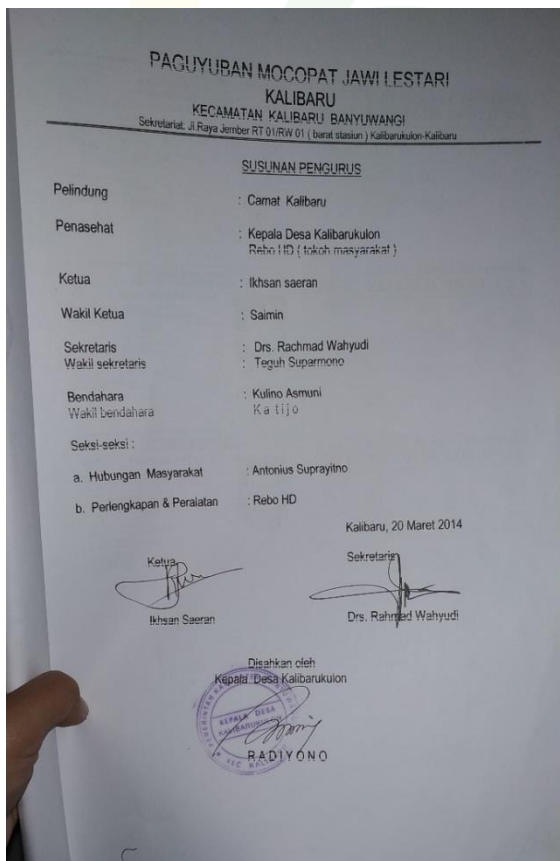 PAGUYUBAN MOCOPAT JAWI LESTARI
KALIBARU
KECAMATAN KALIBARU BANYUWANGI
Sekretariat. Jl.Raya Jember RT 01/RW 01 ( barat stasiun ) Kalibarukulon-Kalibaru
SUSUNAN PENGURUS
Pelindung : Camat Kalibaru
Penasehat : Kepala Desa Kalibarukulon
Rebo HD ( tokoh masyarakat )
Ketua : Ikhsan saeran
Wakil Ketua : Saimin
Sekretaris : Drs. Rachmad Wahyudi
Wakil sekretaris : Teguh Suparmono
Bendahara : Kulino Asmuni
Wakil bendahara Ka tijo
Seksi-seksi :
a. Hubungan Masyarakat : Antonius Suprayitno
b. Perlengkapan & Peralatan : Rebo HD
Kalibaru, 20 Maret 2014
Ketua Sekretaris
Ikhsan Saeran Drs. Rahmad Wahyudi
Disahkan oleh
Kepala Desa Kalibarukulon
KEPALA DESA
RADIYONO